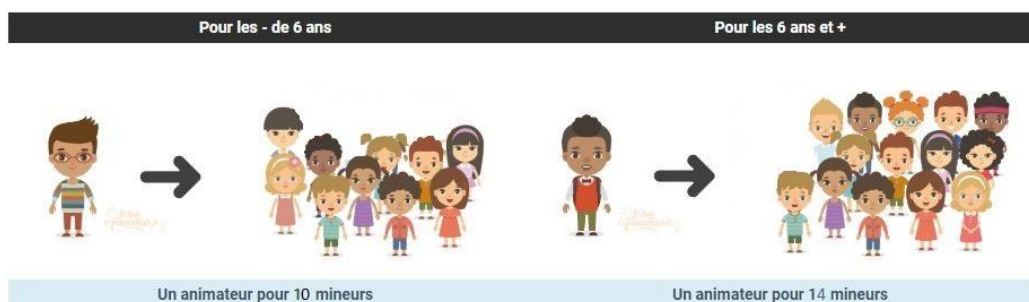 Pour les - de 6 ans
Pour les 6 ans et +
Un animateur pour 10 mineurs
Un animateur pour 14 mineurs